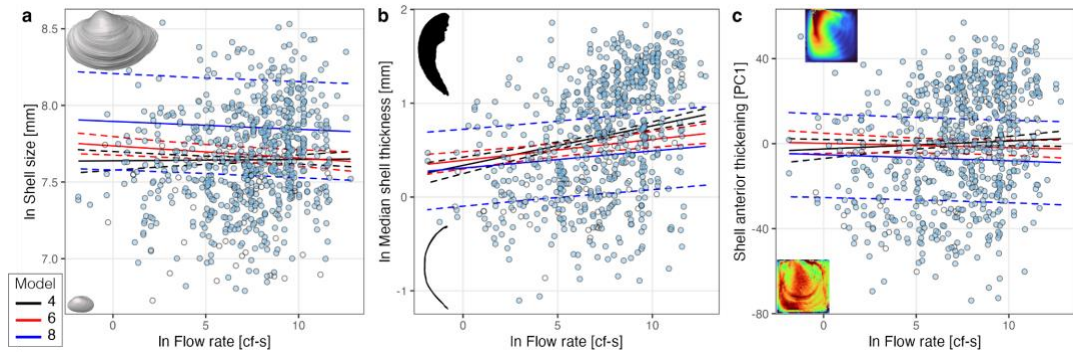 a
b
c
8.5
8.0
7.5
7.0
ln Shell size [mm]
0
5
10
ln Flow rate [cf-s]
2
1
0
-1
ln Median shell thickness [mm]
0
5
10
ln Flow rate [cf-s]
40
0
-40
-80
Shell anterior thickening [PC1]
0
5
10
ln Flow rate [cf-s]
Model
4
6
8